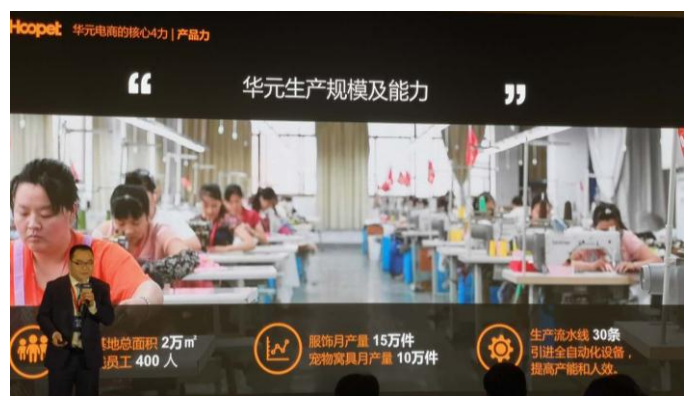 Hoopet 华元电商的核心4力 | 产品力
“ 华元生产规模及能力 ”
基地总面积 2万㎡
员工 400 人
服饰月产量 15万件
宠物窝具月产量 10万件
生产流水线 30条
引进全自动化设备，
提高产能和人效。